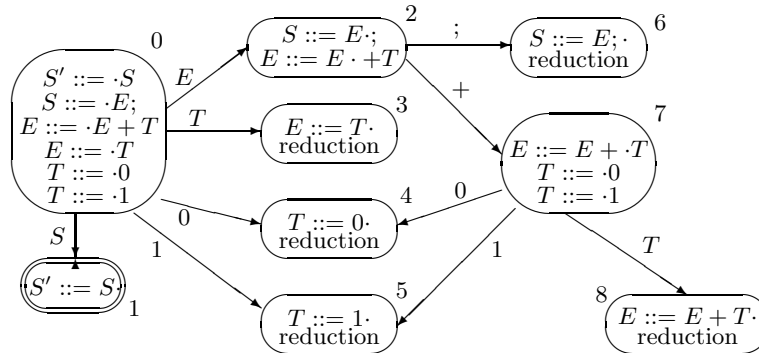 0
S' ::= ·S
S ::= ·E;
E ::= ·E + T
E ::= ·T
T ::= ·0
T ::= ·1
E
T
0
1
S
S' ::= S·
1
2
S ::= E·;
E ::= E · +T
;
+
6
S ::= E; ·
reduction
3
E ::= T·
reduction
4
T ::= 0·
reduction
5
T ::= 1·
reduction
7
E ::= E + ·T
T ::= ·0
T ::= ·1
0
1
T
8
E ::= E + T·
reduction